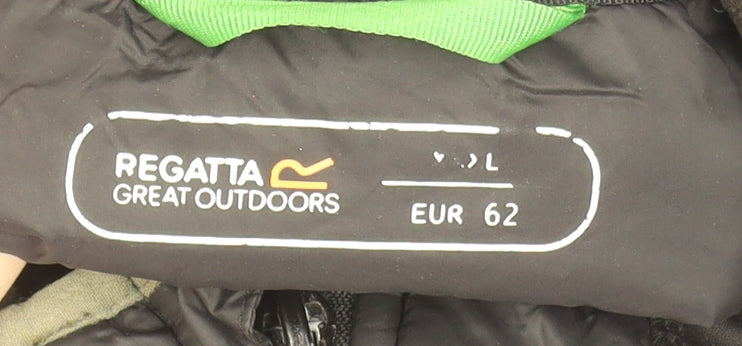 REGATTA
GREAT OUTDOORS
L
EUR 62